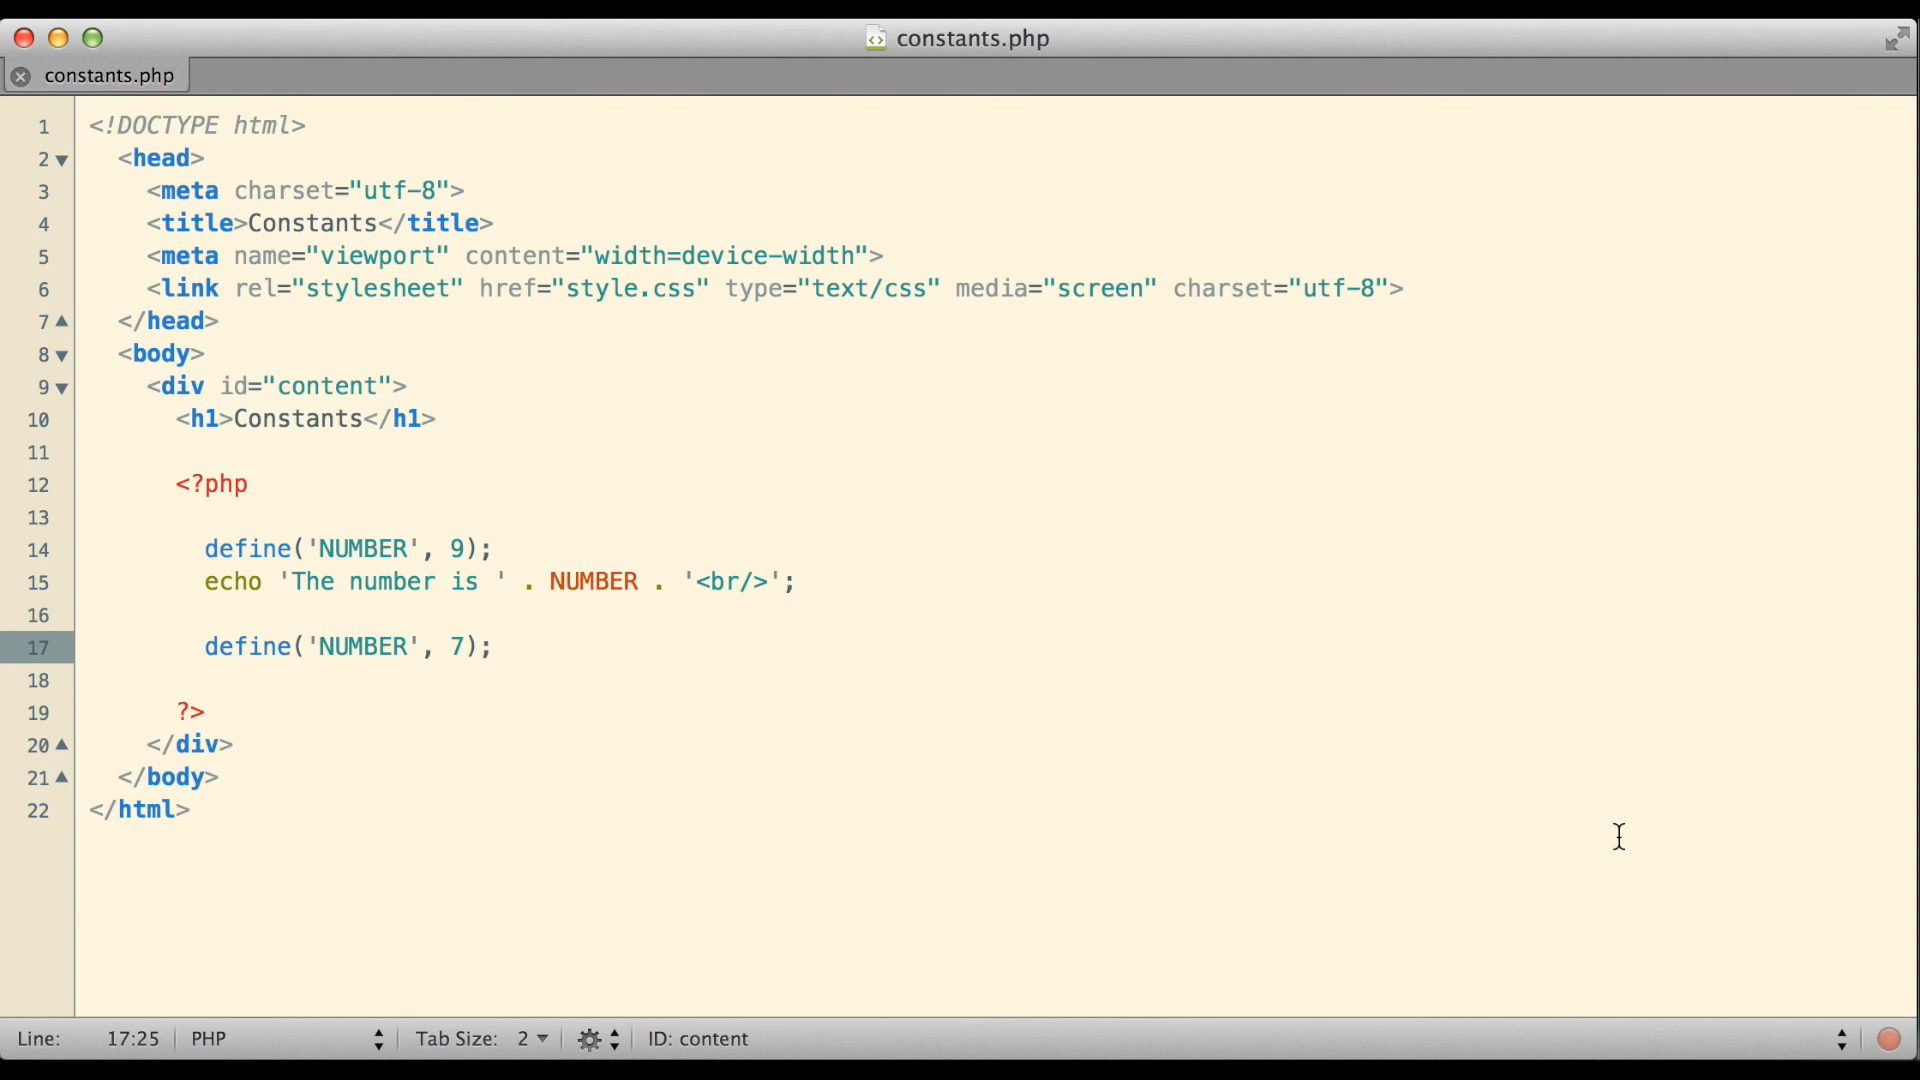 constants.php
constants.php
1 <!DOCTYPE html>
2 <head>
3 <meta charset="utf-8">
4 <title>Constants</title>
5 <meta name="viewport" content="width=device-width">
6 <link rel="stylesheet" href="style.css" type="text/css" media="screen" charset="utf-8">
7 </head>
8 <body>
9 <div id="content">
10 <h1>Constants</h1>
11
12 <?php
13
14 define('NUMBER', 9);
15 echo 'The number is ' . NUMBER . '<br/>';
16
17 define('NUMBER', 7);
18
19 ?>
20 </div>
21 </body>
22 </html>
Line: 17:25 PHP Tab Size: 2 ID: content